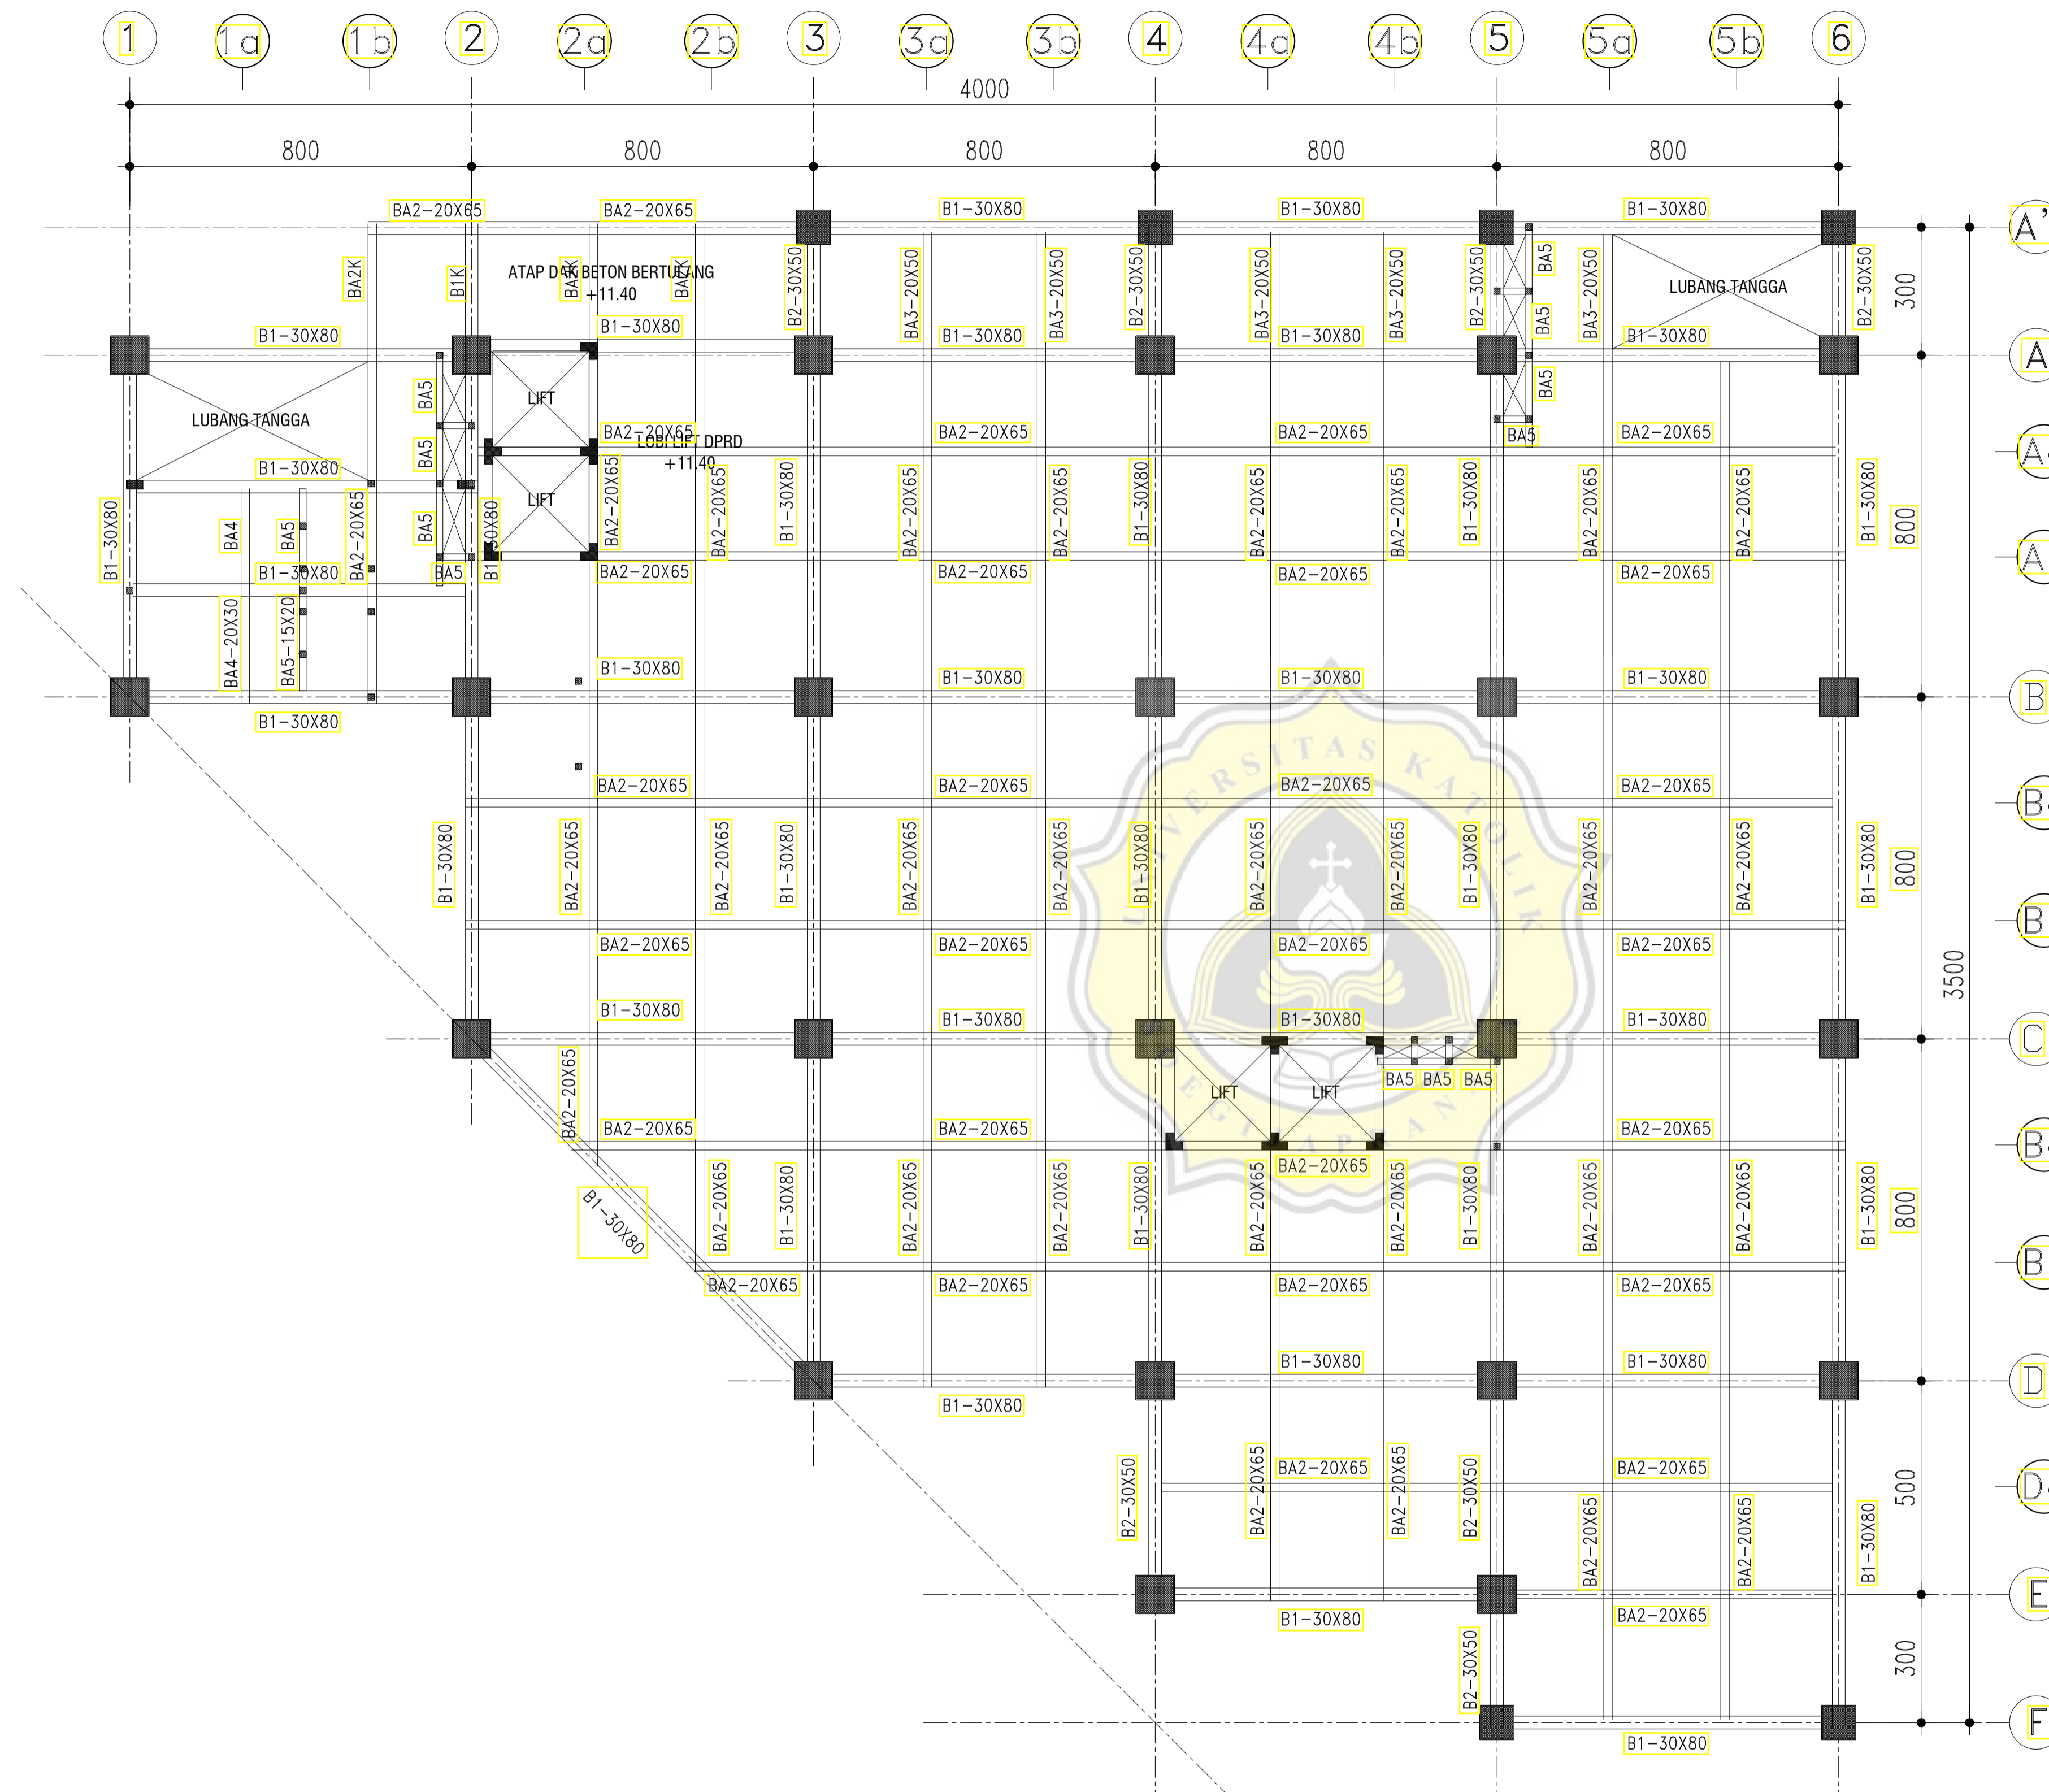 1 1a 1b 2 2a 2b 3 3a 3b 4 4a 4b 5 5a 5b 6
4000
800 800 800 800 800
BA2-20X65 BA2-20X65 B1-30X80 B1-30X80 B1-30X80 A'
BA2K B1K B2-30X50 BA3-20X50 BA3-20X50 B2-30X50 BA3-20X50 BA3-20X50 B2-30X50 BA5 BA3-20X50 B2-30X50
ATAP DAK BETON BERTULANG
+11.40
LUBANG TANGGA
300
BA5
B1-30X80 B1-30X80 B1-30X80 B1-30X80 B1-30X80 A
LIFT
BA5 BA5
LUBANG TANGGA
BA2-20X65 BA2-20X65 BA2-20X65 BA5 BA2-20X65 A
LOBI LIFT DPRD
+11.40
BA5
B1-30X80
LIFT
B1-30X80 BA4 BA5 BA2-20X65 BA5 B1-30X80 BA2-20X65 BA2-20X65 B1-30X80 BA2-20X65 BA2-20X65 B1-30X80 BA2-20X65 BA2-20X65 B1-30X80 BA2-20X65 BA2-20X65 B1-30X80 800
B1-30X80 BA5 BA2-20X65 BA2-20X65 BA2-20X65 BA2-20X65 A
BA4-20X30 BA5-15X20
B1-30X80 B1-30X80 B1-30X80 B1-30X80 B
B1-30X80
UNIVERSITAS KATOLIK
SOEGIJAPRANATA
BA2-20X65 BA2-20X65 BA2-20X65 BA2-20X65 B
B1-30X80 BA2-20X65 BA2-20X65 B1-30X80 BA2-20X65 BA2-20X65 B1-30X80 BA2-20X65 BA2-20X65 B1-30X80 BA2-20X65 BA2-20X65 B1-30X80 800
BA2-20X65 BA2-20X65 BA2-20X65 BA2-20X65 B
3500
B1-30X80 B1-30X80 B1-30X80 B1-30X80 C
BA2-20X65
LIFT LIFT BA5 BA5 BA5
BA2-20X65 BA2-20X65 BA2-20X65 B
BA2-20X65
B1-30X80 BA2-20X65 B1-30X80 BA2-20X65 BA2-20X65 B1-30X80 BA2-20X65 BA2-20X65 B1-30X80 BA2-20X65 BA2-20X65 B1-30X80 800
BA2-20X65 BA2-20X65 BA2-20X65 BA2-20X65 B
B1-30X80 B1-30X80 D
B1-30X80
BA2-20X65 BA2-20X65
B2-30X50 BA2-20X65 BA2-20X65 B2-30X50 BA2-20X65 BA2-20X65 B1-30X80 500 D
B1-30X80 BA2-20X65 E
B2-30X50 300
B1-30X80 F